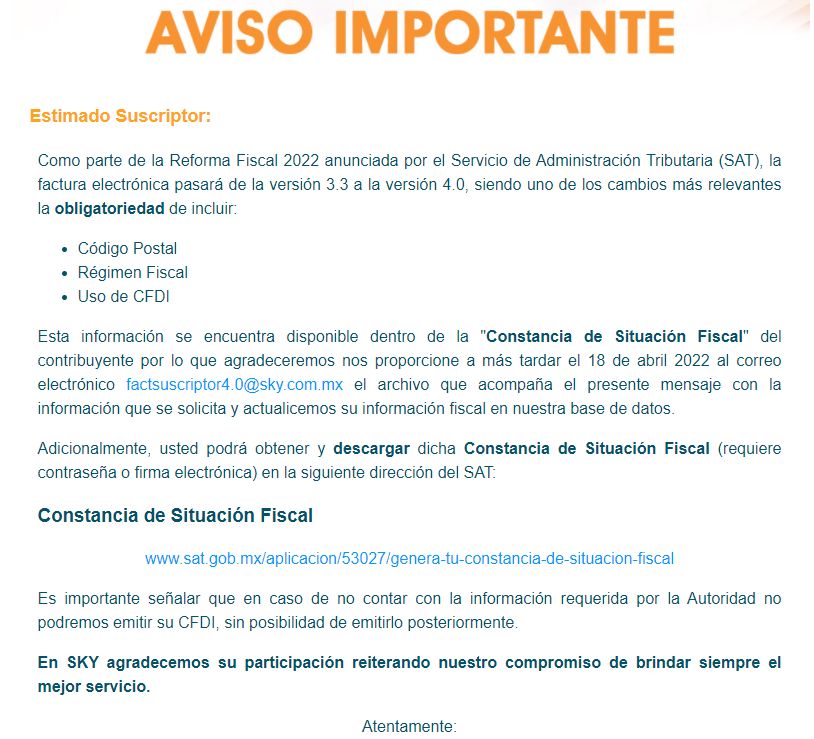 AVISO IMPORTANTE
Estimado Suscriptor:
Como parte de la Reforma Fiscal 2022 anunciada por el Servicio de Administración Tributaria (SAT), la
factura electrónica pasará de la versión 3.3 a la versión 4.0, siendo uno de los cambios más relevantes
la obligatoriedad de incluir:
• Código Postal
• Régimen Fiscal
• Uso de CFDI
Esta información se encuentra disponible dentro de la "Constancia de Situación Fiscal" del
contribuyente por lo que agradeceremos nos proporcione a más tardar el 18 de abril 2022 al correo
electrónico factsuscriptor4.0@sky.com.mx el archivo que acompaña el presente mensaje con la
información que se solicita y actualicemos su información fiscal en nuestra base de datos.
Adicionalmente, usted podrá obtener y descargar dicha Constancia de Situación Fiscal (requiere
contraseña o firma electrónica) en la siguiente dirección del SAT:
Constancia de Situación Fiscal
www.sat.gob.mx/aplicacion/53027/genera-tu-constancia-de-situacion-fiscal
Es importante señalar que en caso de no contar con la información requerida por la Autoridad no
podremos emitir su CFDI, sin posibilidad de emitirlo posteriormente.
En SKY agradecemos su participación reiterando nuestro compromiso de brindar siempre el
mejor servicio.
Atentamente: